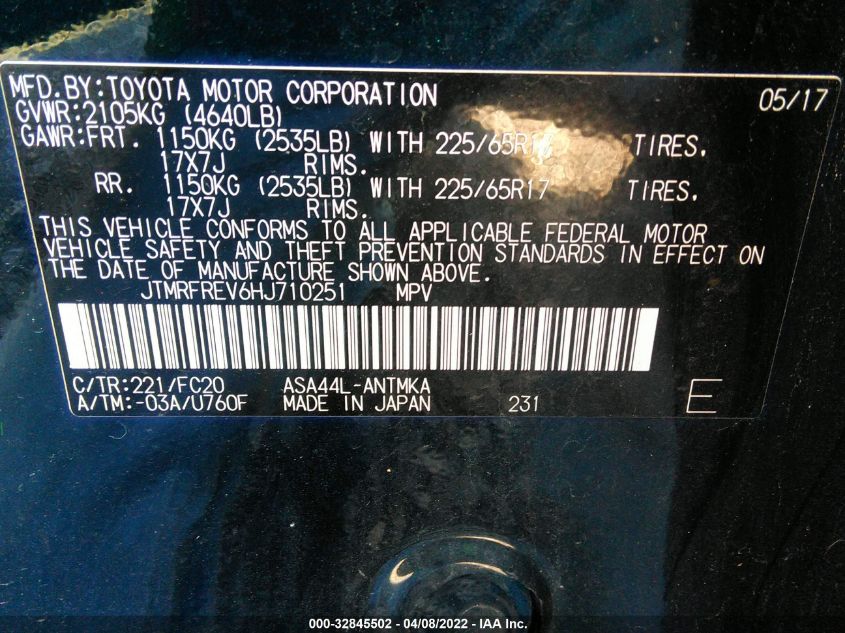 MFD.BY:TOYOTA MOTOR CORPORATION 05/17
GVWR:2105KG (4640LB)
GAWR:FRT. 1150KG (2535LB) WITH 225/65R17 TIRES.
17X7J RIMS.
RR. 1150KG (2535LB) WITH 225/65R17 TIRES.
17X7J RIMS.
THIS VEHICLE CONFORMS TO ALL APPLICABLE FEDERAL MOTOR
VEHICLE SAFETY AND THEFT PREVENTION STANDARDS IN EFFECT ON
THE DATE OF MANUFACTURE SHOWN ABOVE.
JTMRFREV6HJ710251 MPV
C/TR:221/FC20 ASA44L-ANTMKA
A/TM:-03A/U760F MADE IN JAPAN 231 E
000-32845502 - 04/08/2022 - IAA Inc.